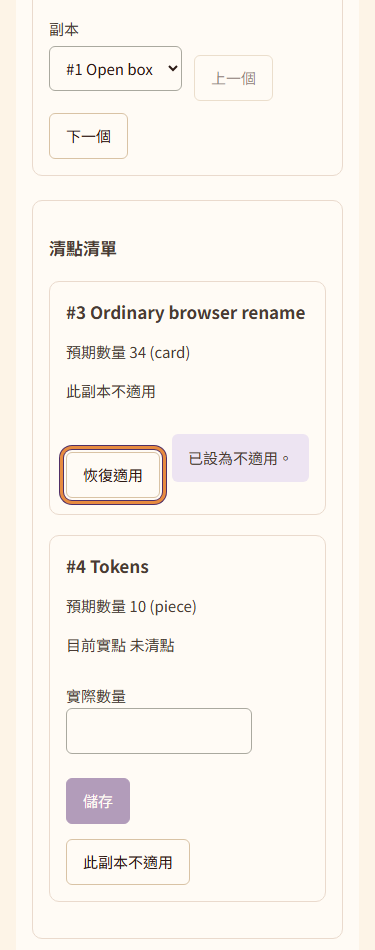 副本
#1 Open box
上一個
下一個
清點清單
#3 Ordinary browser rename
預期數量 34 (card)
此副本不適用
恢復適用
已設為不適用。
#4 Tokens
預期數量 10 (piece)
目前實點 未清點
實際數量
儲存
此副本不適用